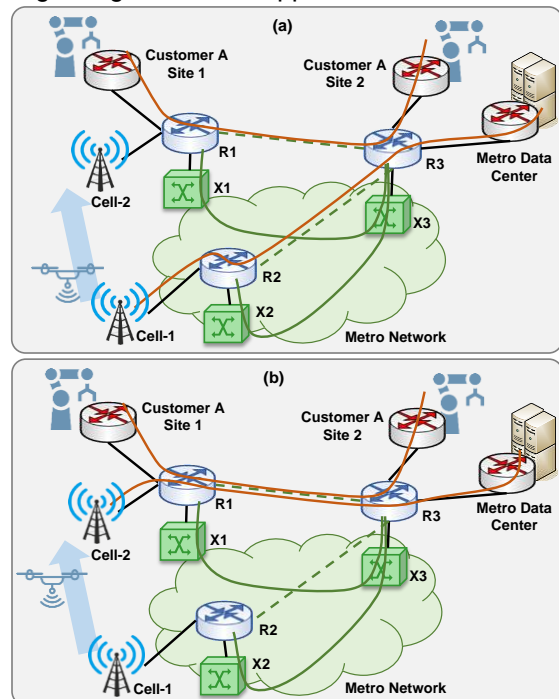 (a)
Customer A
Site 1
Customer A
Site 2
R1
R3
Metro Data
Center
Cell-2
X1
X3
R2
X2
Cell-1
Metro Network
(b)
Customer A
Site 1
Customer A
Site 2
R1
R3
Metro Data
Center
Cell-2
X1
X3
R2
X2
Cell-1
Metro Network